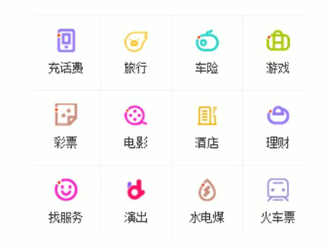 充话费 旅行 车险 游戏
彩票 电影 酒店 理财
找服务 演出 水电煤 火车票